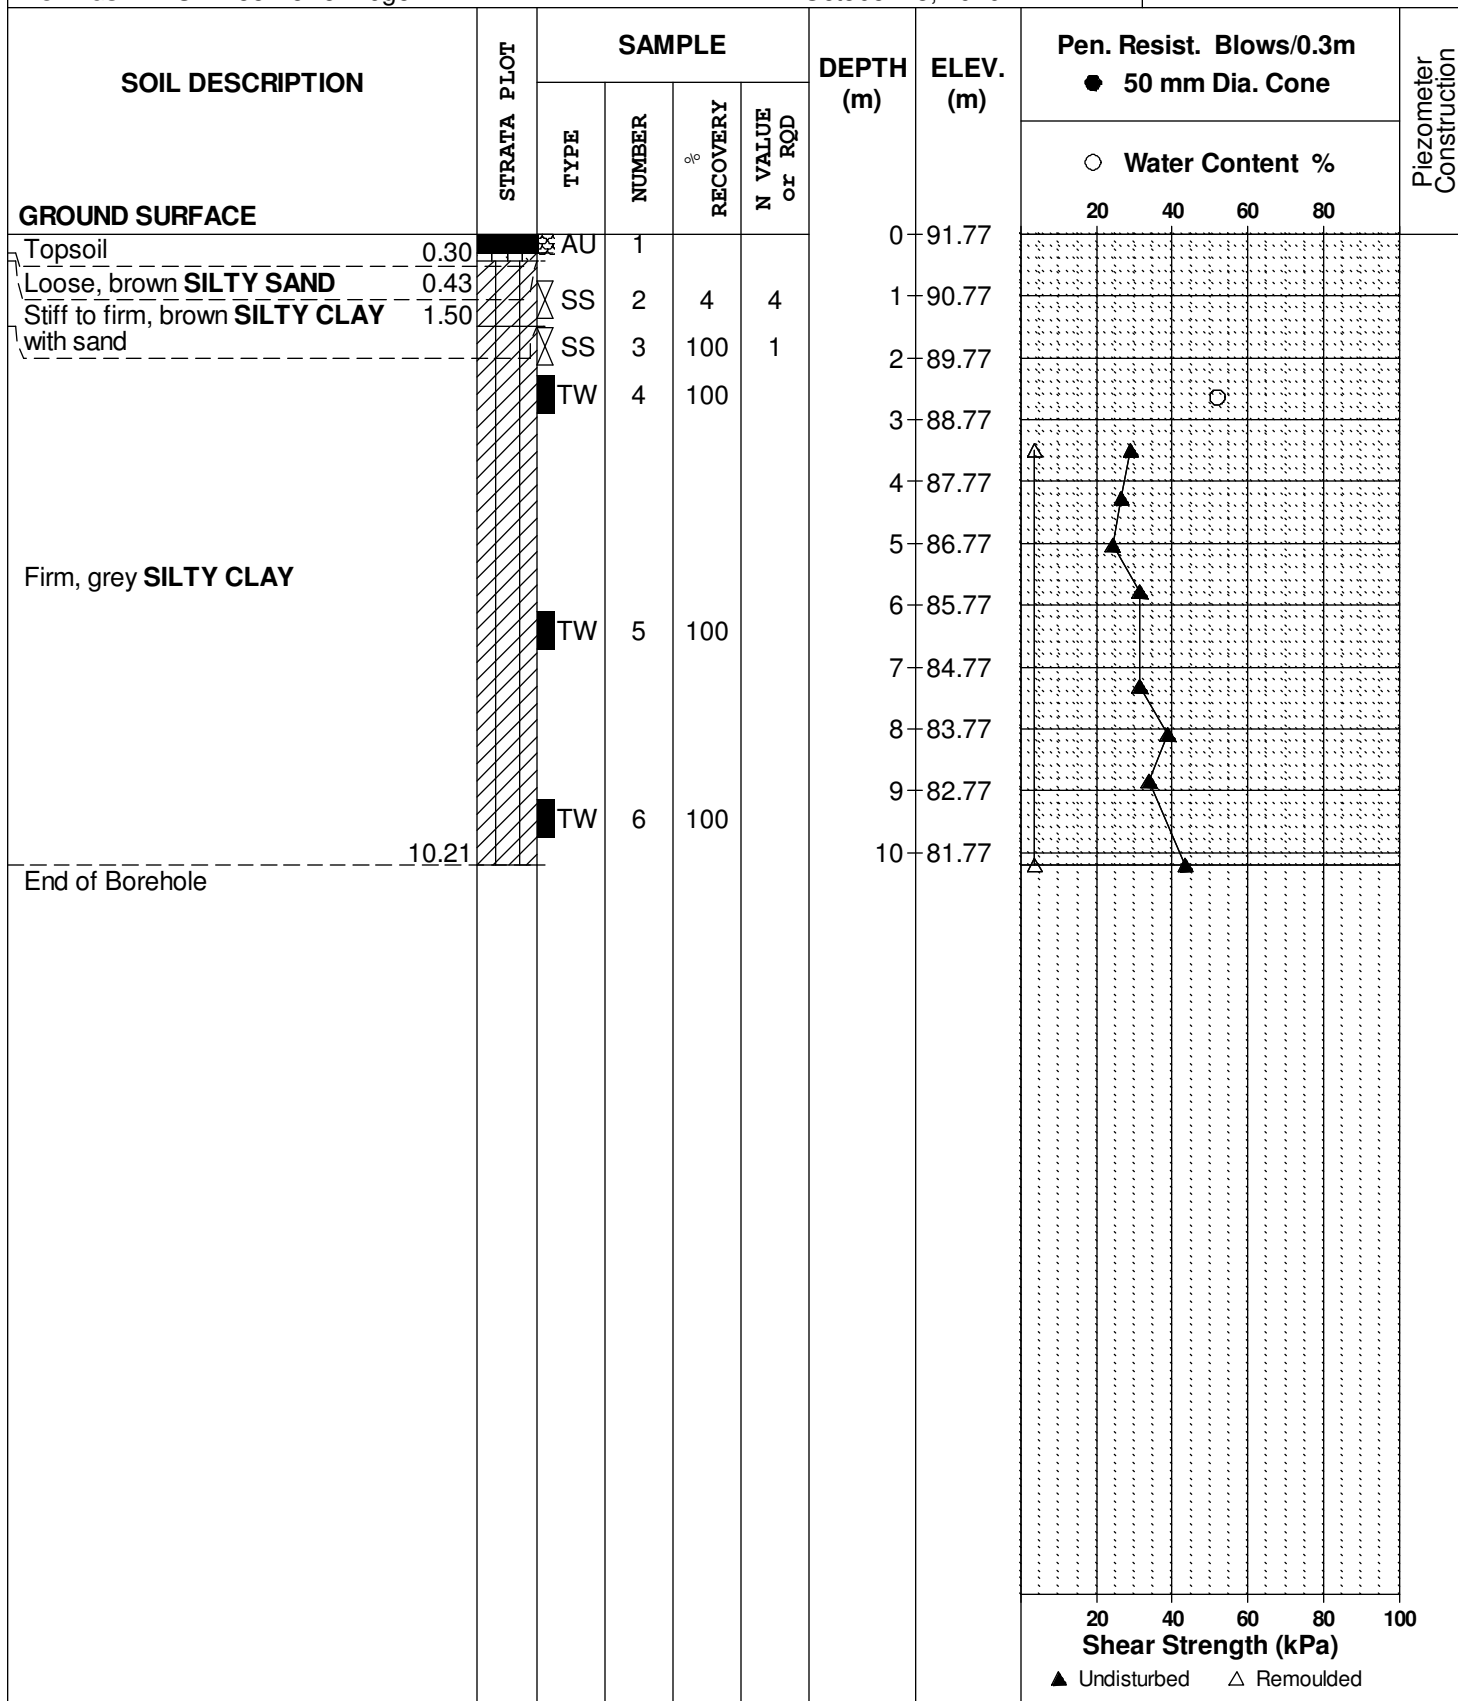 SOIL DESCRIPTION
GROUND SURFACE
STRATA PLOT
SAMPLE
TYPE
NUMBER
% RECOVERY
N VALUE
or RQD
DEPTH
(m)
ELEV.
(m)
Pen. Resist. Blows/0.3m
● 50 mm Dia. Cone
○ Water Content %
20 40 60 80
Piezometer
Construction
Topsoil 0.30
Loose, brown SILTY SAND 0.43
Stiff to firm, brown SILTY CLAY 1.50
with sand
Firm, grey SILTY CLAY
10.21
End of Borehole
AU 1
SS 2 4 4
SS 3 100 1
TW 4 100
TW 5 100
TW 6 100
0 91.77
1 90.77
2 89.77
3 88.77
4 87.77
5 86.77
6 85.77
7 84.77
8 83.77
9 82.77
10 81.77
20 40 60 80 100
Shear Strength (kPa)
▲ Undisturbed △ Remoulded